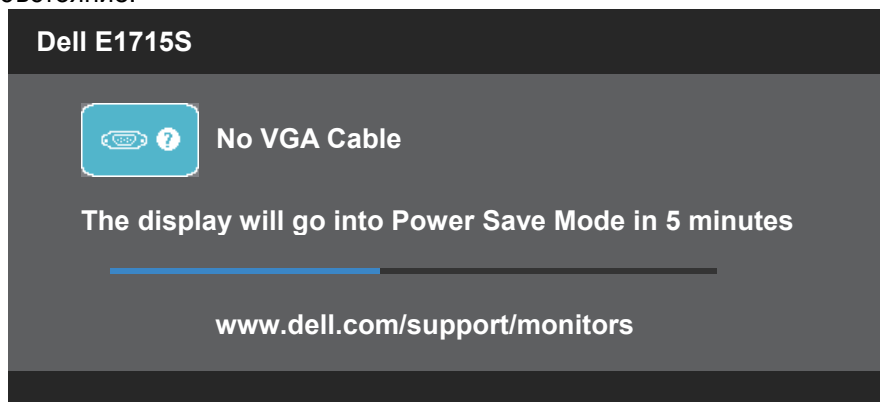 Dell E1715S
No VGA Cable
The display will go into Power Save Mode in 5 minutes
www.dell.com/support/monitors